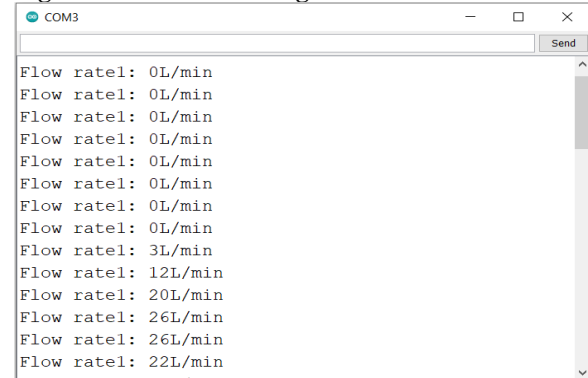 COM3
Send
Flow rate1: 0L/min
Flow rate1: 0L/min
Flow rate1: 0L/min
Flow rate1: 0L/min
Flow rate1: 0L/min
Flow rate1: 0L/min
Flow rate1: 0L/min
Flow rate1: 0L/min
Flow rate1: 3L/min
Flow rate1: 12L/min
Flow rate1: 20L/min
Flow rate1: 26L/min
Flow rate1: 26L/min
Flow rate1: 22L/min